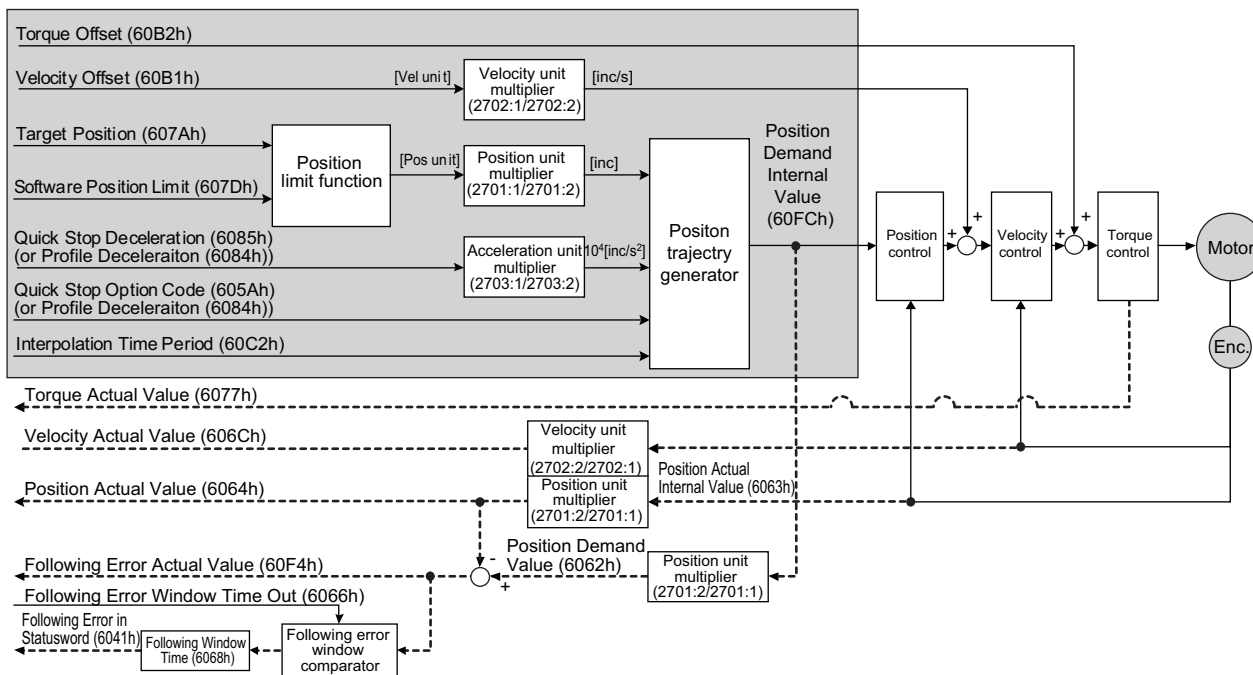 Torque Offset (60B2h)
Velocity Offset (60B1h)
[Vel unit]
Velocity unit
multiplier
(2702:1/2702:2)
[inc/s]
Target Position (607Ah)
Software Position Limit (607Dh)
Position
limit function
[Pos unit]
Position unit
multiplier
(2701:1/2701:2)
[inc]
Quick Stop Deceleration (6085h)
(or Profile Deceleraiton (6084h))
Acceleration unit
multiplier
(2703:1/2703:2)
10⁴[inc/s²]
Quick Stop Option Code (605Ah)
(or Profile Deceleraiton (6084h))
Interpolation Time Period (60C2h)
Positon
trajectry
generator
Position
Demand
Internal
Value
(60FCh)
Position
control
+
+
Velocity
control
+
+
Torque
control
Motor
Enc.
Torque Actual Value (6077h)
Velocity Actual Value (606Ch)
Velocity unit
multiplier
(2702:2/2702:1)
Position Actual Value (6064h)
Position unit
multiplier
(2701:2/2701:1)
Position Actual
Internal Value (6063h)
Following Error Actual Value (60F4h)
-
+
Position Demand
Value (6062h)
Position unit
multiplier
(2701:2/2701:1)
Following Error Window Time Out (6066h)
Following Error in
Statusword (6041h)
Following Window
Time (6068h)
Following error
window
comparator